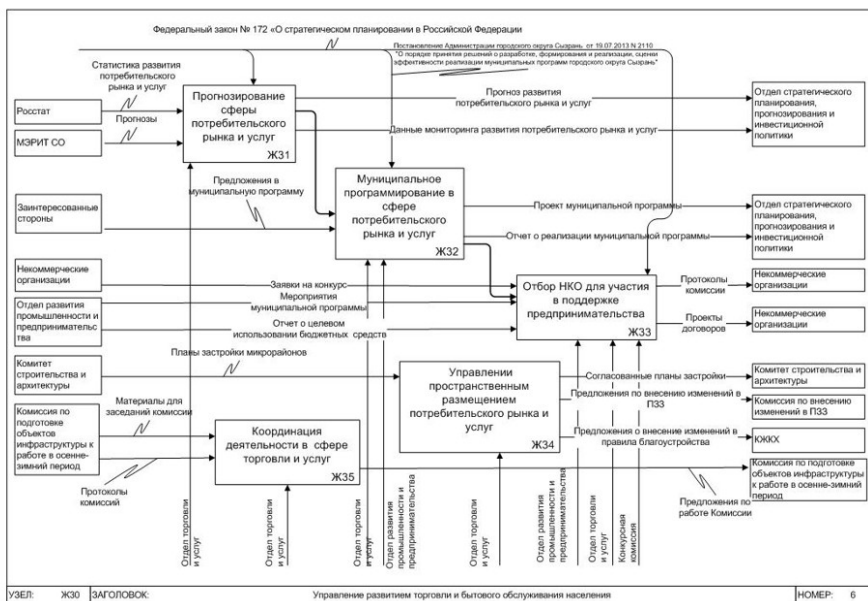 Федеральный закон № 172 «О стратегическом планировании в Российской Федерации
Постановление Администрации городского округа Сызрань от 19.07.2013 N 2110
"О порядке принятия решений о разработке, формирования и реализации, оценки
эффективности реализации муниципальных программ городского округа Сызрань"
Статистика развития
потребительского
рынка и услуг
Росстат
Прогнозы
МЭРИТ СО
Прогнозирование
сферы
потребительского
рынка и услуг
Ж31
Прогноз развития
потребительского рынка и услуг
Данные мониторинга развития потребительского рынка и услуг
Отдел стратегического
планирования,
прогнозирования и
инвестиционной
политики
Предложения в
муниципальную программу
Заинтересованные
стороны
Муниципальное
программирование в
сфере
потребительского
рынка и услуг
Ж32
Проект муниципальной программы
Отчет о реализации муниципальной программы
Отдел стратегического
планирования,
прогнозирования и
инвестиционной
политики
Некоммерческие
организации
Заявки на конкурс
Отдел развития
промышленности и
предпринимательс
тва
Мероприятия
муниципальной программы
Отчет о целевом
использовании бюджетных средств
Отбор НКО для участия
в поддержке
предпринимательства
Ж33
Протоколы
комиссии
Некоммерческие
организации
Проекты
договоров
Некоммерческие
организации
Планы застройки микрорайонов
Комитет
строительства и
архитектуры
Управлении
пространственным
размещением
потребительского рынка и
услуг
Ж34
Согласованные планы застройки
Комитет строительства и
архитектуры
Предложения по внесению изменений в
ПЗЗ
Комиссия по внесению
изменений в ПЗЗ
Предложения о внесению изменений в
правила благоустройства
КЖКХ
Комиссия по
подготовке
объектов
инфраструктуры к
работе в осенне-
зимний период
Материалы для
заседаний комиссии
Протоколы
комиссий
Координация
деятельности в сфере
торговли и услуг
Ж35
Предложения по
работе Комиссии
Комиссия по подготовке
объектов инфраструктуры
к работе в осенне-зимний
период
Отдел торговли
и услуг
Отдел торговли
и услуг
Отдел торговли
и услуг
Отдел развития
промышленности и
предпринимательства
Отдел торговли
и услуг
Отдел развития
промышленности и
предпринимательства
Отдел торговли
и услуг
Конкурсная
комиссия
УЗЕЛ: Ж30 ЗАГОЛОВОК: Управление развитием торговли и бытового обслуживания населения НОМЕР: 6